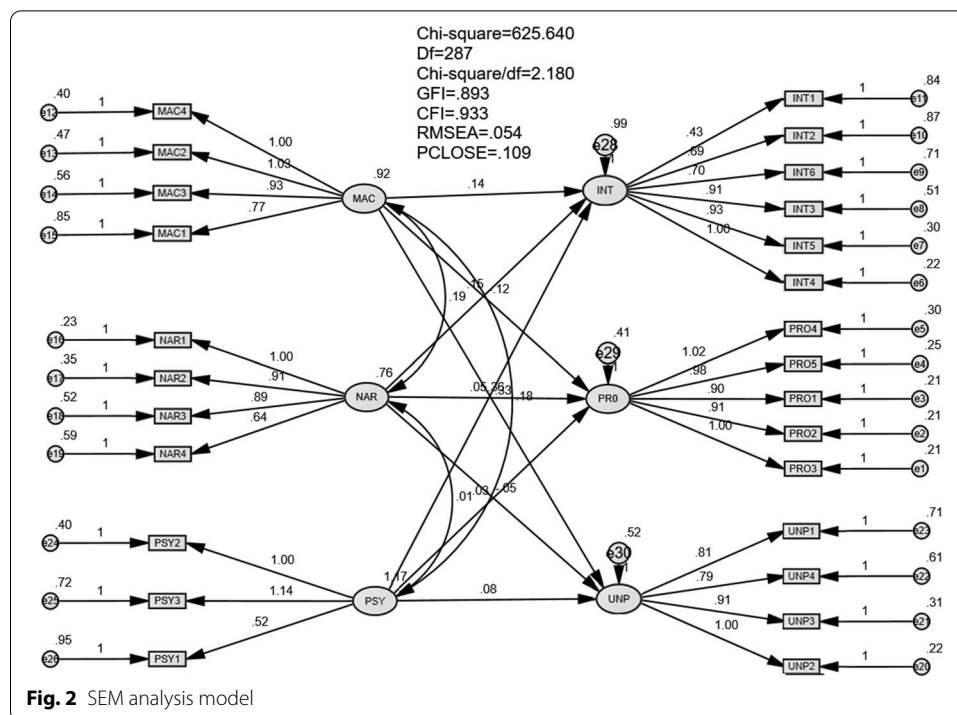 Chi-square=625.640
Df=287
Chi-square/df=2.180
GFI=.893
CFI=.933
RMSEA=.054
PCLOSE=.109
.40
e12
1
MAC4
1.00
.47
e13
1
MAC2
1.03
.56
e14
1
MAC3
.93
.85
e15
1
MAC1
.77
.92
MAC
.14
.23
e16
1
NAR1
1.00
.35
e17
1
NAR2
.91
.52
e18
1
NAR3
.89
.59
e19
1
NAR4
.64
.76
NAR
.40
e24
1
PSY2
1.00
.72
e25
1
PSY3
1.14
.95
e26
1
PSY1
.52
1.17
PSY
.08
.19
.15
.12
.05
.36
.33
.18
.01
.03
-.05
.99
e28
1
INT
.43
INT1
1
.84
e11
.69
INT2
1
.87
e10
.70
INT6
1
.71
e9
.91
INT3
1
.51
e8
.93
INT5
1
.30
e7
1.00
INT4
1
.22
e6
.41
e29
1
PR0
1.02
PRO4
1
.30
e5
.98
PRO5
1
.25
e4
.90
PRO1
1
.21
e3
.91
PRO2
1
.21
e2
1.00
PRO3
1
.21
e1
.52
e30
1
UNP
.81
UNP1
1
.71
e23
.79
UNP4
1
.61
e22
.91
UNP3
1
.31
e21
1.00
UNP2
1
.22
e20
Fig. 2 SEM analysis model